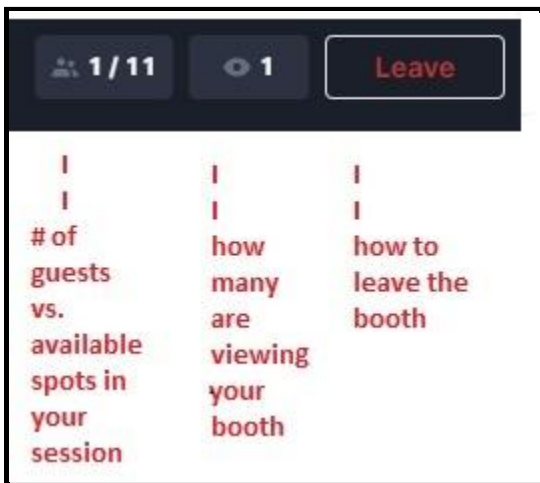 1 / 11 1 Leave
# of
guests
vs.
available
spots in
your
session
how
many
are
viewing
your
booth
how to
leave the
booth